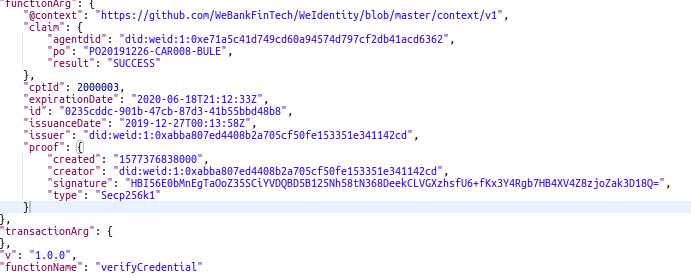 "functionArg": {
"@context": "https://github.com/WeBankFinTech/WeIdentity/blob/master/context/v1",
"claim": {
"agentdid": "did:weid:1:0xe71a5c41d749cd60a94574d797cf2db41acd6362",
"po": "PO20191226-CAR008-BULE",
"result": "SUCCESS"
},
"cptId": 2000003,
"expirationDate": "2020-06-18T21:12:33Z",
"id": "0235cddc-901b-47cb-87d3-41b55bbd48b8",
"issuanceDate": "2019-12-27T00:13:58Z",
"issuer": "did:weid:1:0xabba807ed4408b2a705cf50fe153351e341142cd",
"proof": {
"created": "1577376838000",
"creator": "did:weid:1:0xabba807ed4408b2a705cf50fe153351e341142cd",
"signature": "HBI56E0bMnEgTaOoZ35SCiYVDQBD5B125Nh58tN368DeekCLVGXzhsfU6+fKx3Y4Rgb7HB4XV4Z8zjoZak3D18Q=",
"type": "Secp256k1"
}
},
"transactionArg": {
},
"v": "1.0.0",
"functionName": "verifyCredential"